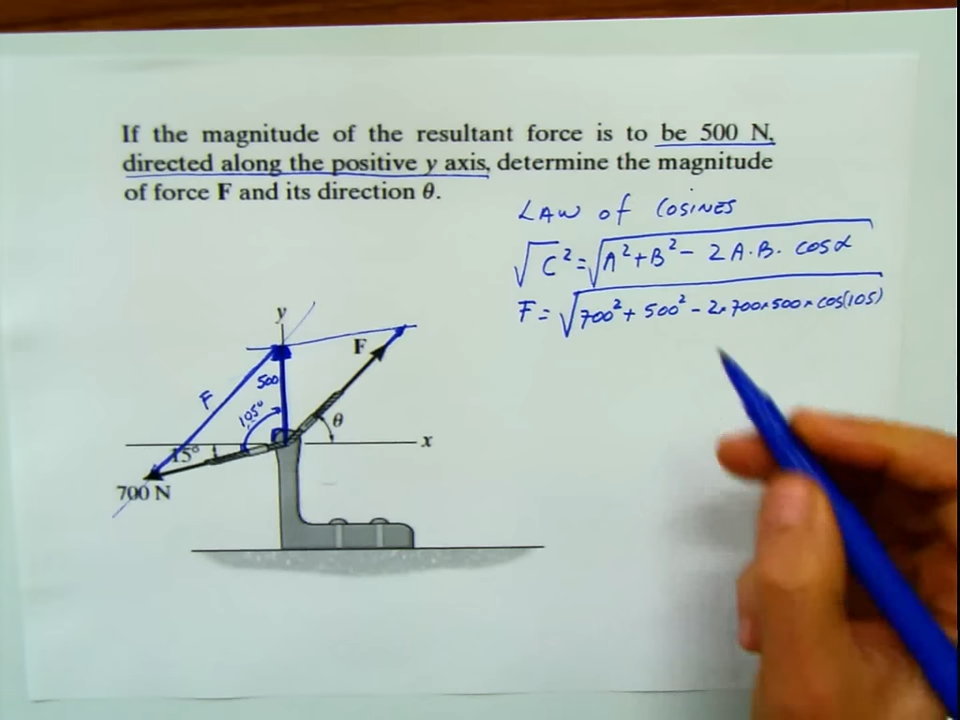 If the magnitude of the resultant force is to be 500 N,
directed along the positive y axis, determine the magnitude
of force F and its direction θ.
LAW of COSINES
√C² = √A² + B² - 2A.B. cosα
F = √700² + 500² - 2×700×500×cos(105)
y
F
500
F
105°
θ
x
15°
700 N